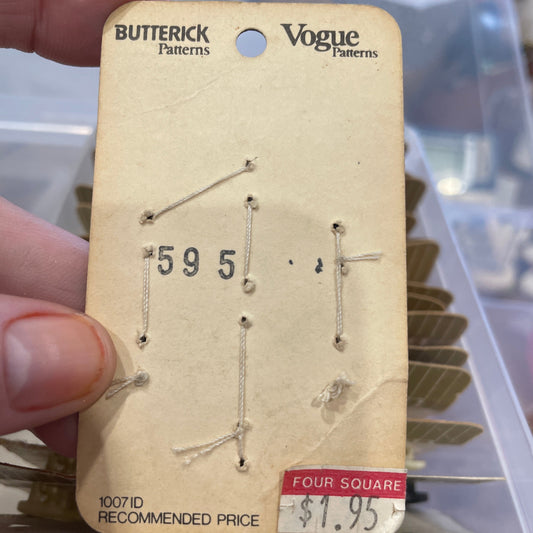 BUTTERICK Vogue
Patterns Patterns
595
1007ID
RECOMMENDED PRICE
FOUR SQUARE
$1.95